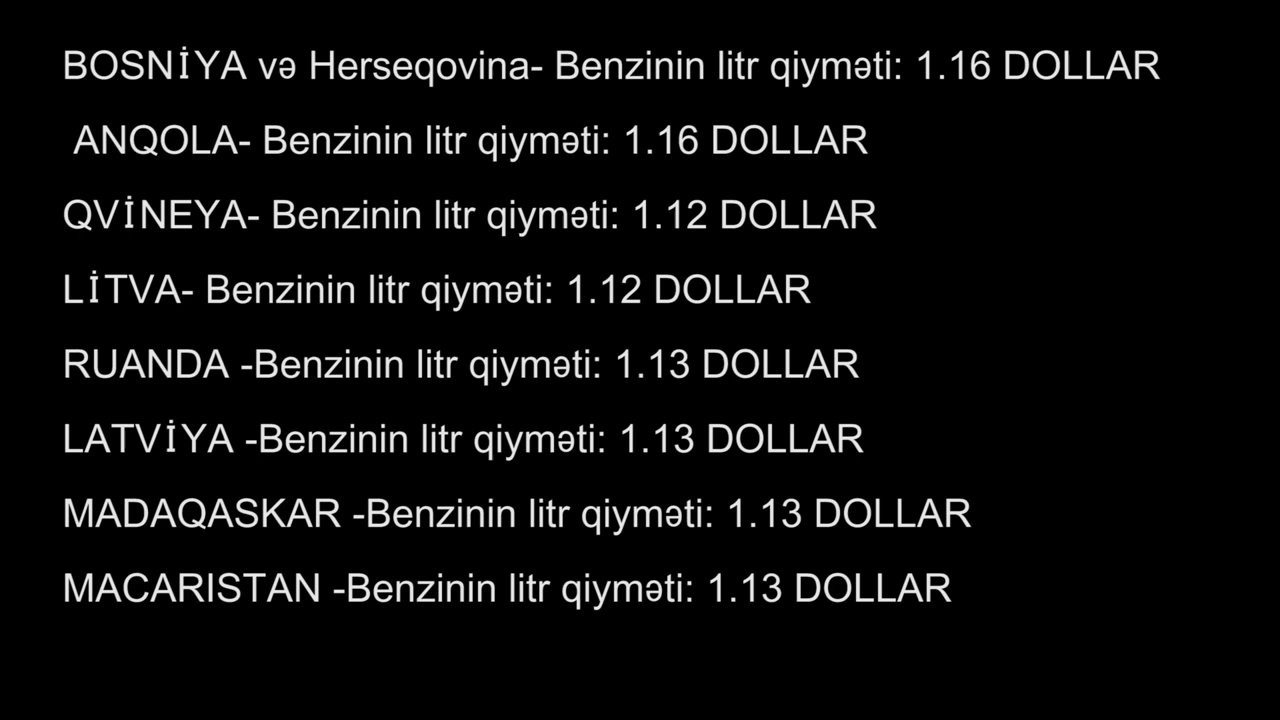 BOSNİYA və Herseqovina- Benzinin litr qiyməti: 1.16 DOLLAR
ANQOLA- Benzinin litr qiyməti: 1.16 DOLLAR
QVİNEYA- Benzinin litr qiyməti: 1.12 DOLLAR
LİTVA- Benzinin litr qiyməti: 1.12 DOLLAR
RUANDA -Benzinin litr qiyməti: 1.13 DOLLAR
LATVİYA -Benzinin litr qiyməti: 1.13 DOLLAR
MADAQASKAR -Benzinin litr qiyməti: 1.13 DOLLAR
MACARISTAN -Benzinin litr qiyməti: 1.13 DOLLAR